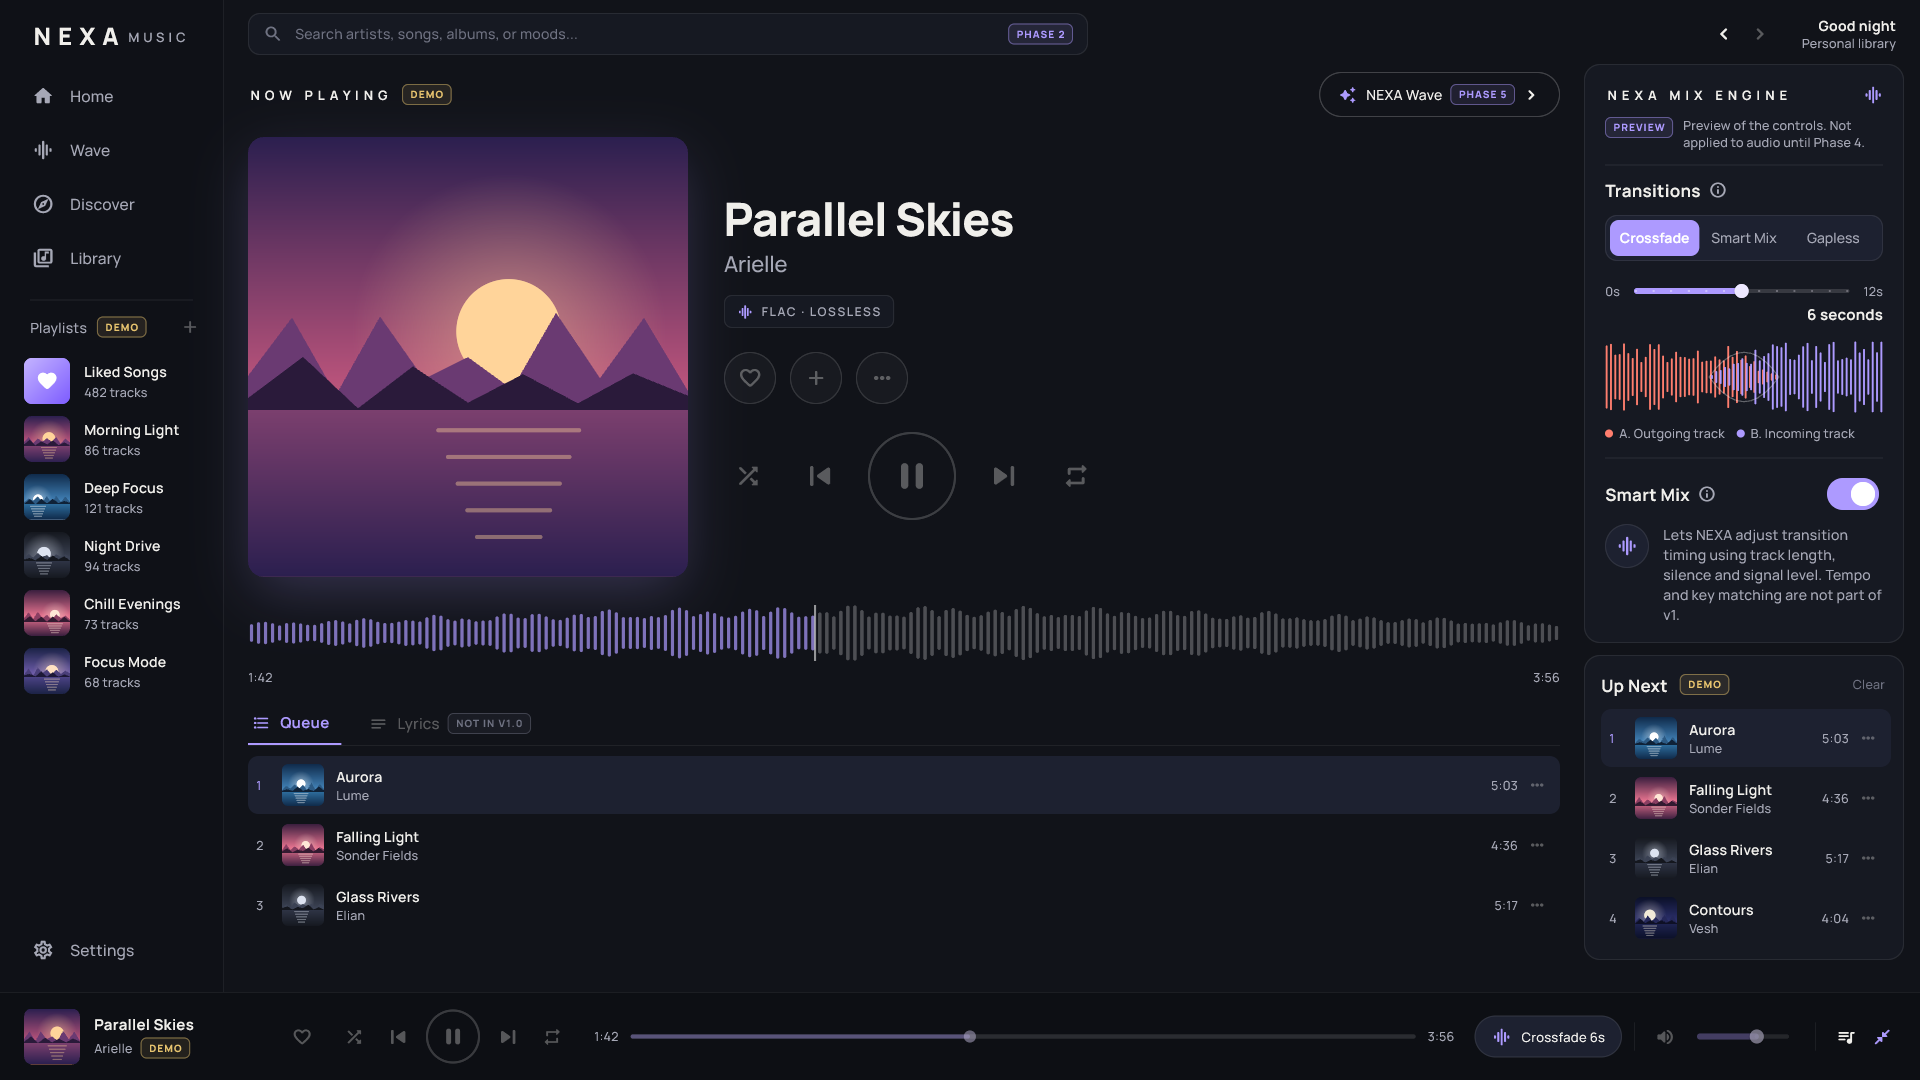 NEXA MUSIC
Home
Wave
Discover
Library
Playlists DEMO
Liked Songs
482 tracks
Morning Light
86 tracks
Deep Focus
121 tracks
Night Drive
94 tracks
Chill Evenings
73 tracks
Focus Mode
68 tracks
Settings
Search artists, songs, albums, or moods... PHASE 2
Good night
Personal library
NOW PLAYING DEMO
NEXA Wave PHASE 5
Parallel Skies
Arielle
FLAC · LOSSLESS
1:42 3:56
Queue Lyrics NOT IN V1.0
1 Aurora 5:03
Lume
2 Falling Light 4:36
Sonder Fields
3 Glass Rivers 5:17
Elian
NEXA MIX ENGINE
PREVIEW Preview of the controls. Not
applied to audio until Phase 4.
Transitions
Crossfade Smart Mix Gapless
0s 12s
6 seconds
A. Outgoing track B. Incoming track
Smart Mix
Lets NEXA adjust transition
timing using track length,
silence and signal level. Tempo
and key matching are not part of
v1.
Up Next DEMO Clear
1 Aurora 5:03
Lume
2 Falling Light 4:36
Sonder Fields
3 Glass Rivers 5:17
Elian
4 Contours 4:04
Vesh
Parallel Skies
Arielle DEMO
1:42 3:56
Crossfade 6s